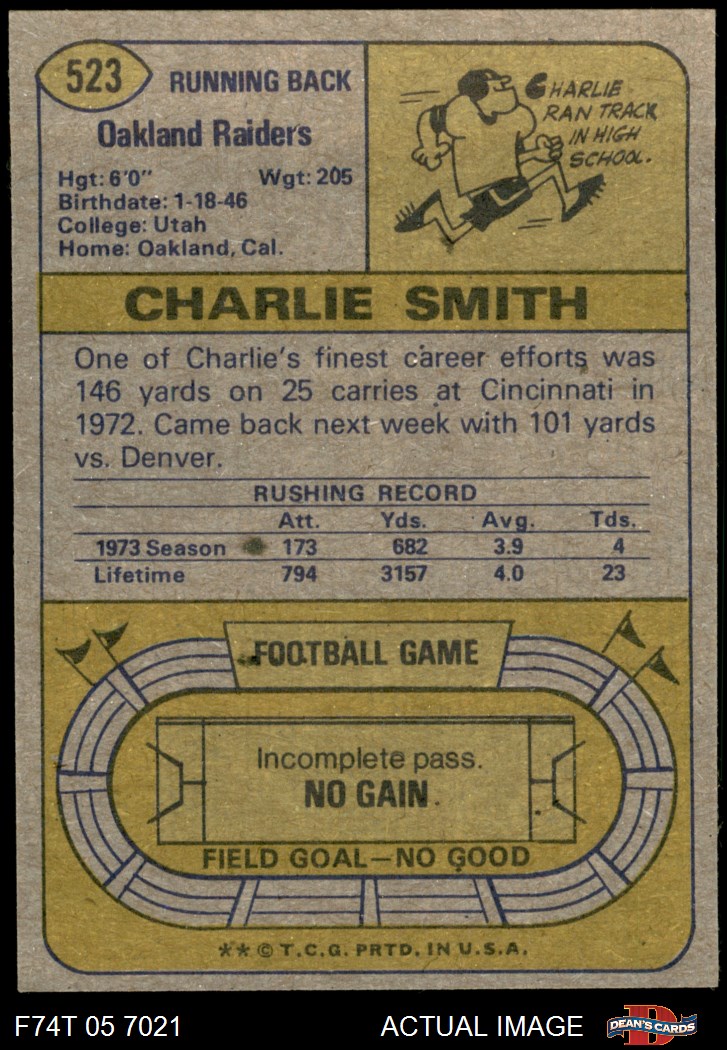 523
RUNNING BACK
Oakland Raiders
Hgt: 6'0" Wgt: 205
Birthdate: 1-18-46
College: Utah
Home: Oakland, Cal.
CHARLIE
RAN TRACK
IN HIGH
SCHOOL.
CHARLIE SMITH
One of Charlie's finest career efforts was
146 yards on 25 carries at Cincinnati in
1972. Came back next week with 101 yards
vs. Denver.
RUSHING RECORD
Att. Yds. Avg. Tds.
1973 Season 173 682 3.9 4
Lifetime 794 3157 4.0 23
FOOTBALL GAME
Incomplete pass.
NO GAIN.
FIELD GOAL—NO GOOD
** © T.C.G. PRTD. IN U.S.A.
F74T 05 7021 ACTUAL IMAGE DEAN'S CARDS